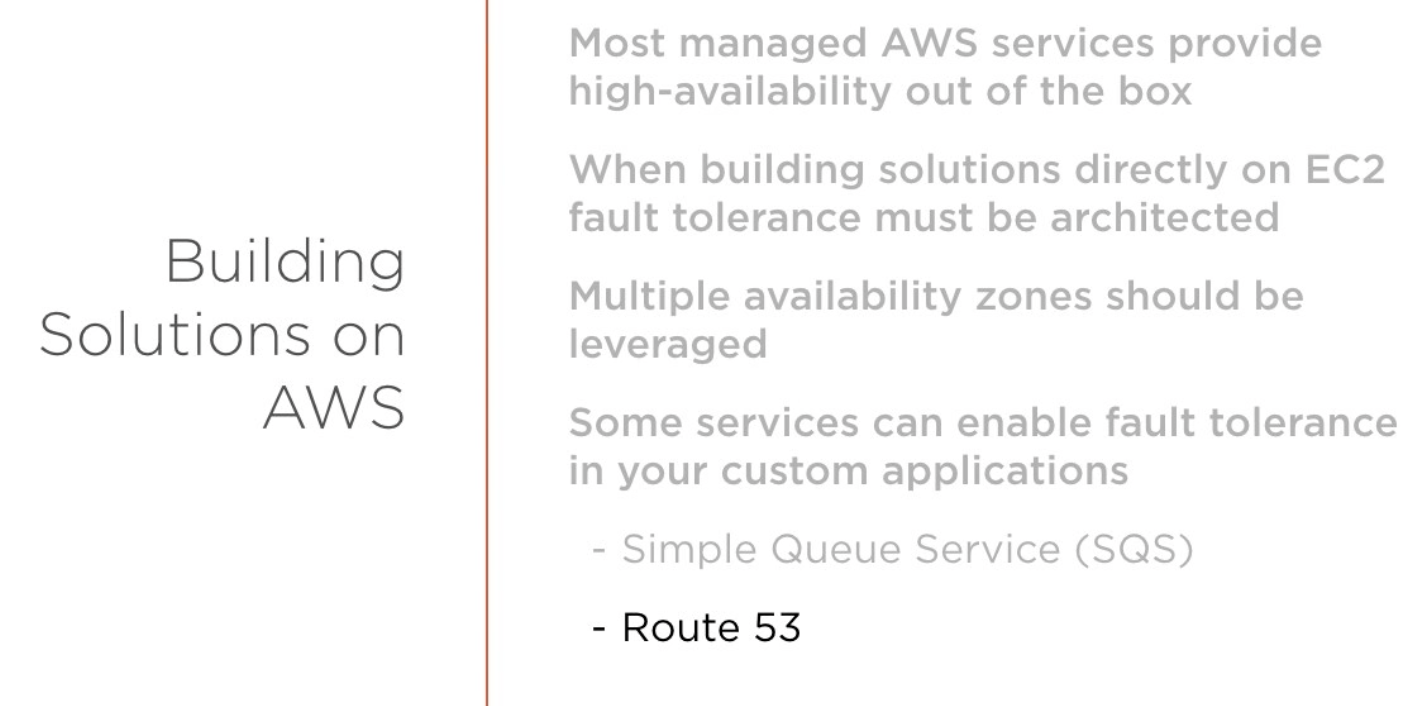 Building
Solutions on
AWS
Most managed AWS services provide
high-availability out of the box
When building solutions directly on EC2
fault tolerance must be architected
Multiple availability zones should be
leveraged
Some services can enable fault tolerance
in your custom applications
- Simple Queue Service (SQS)
- Route 53